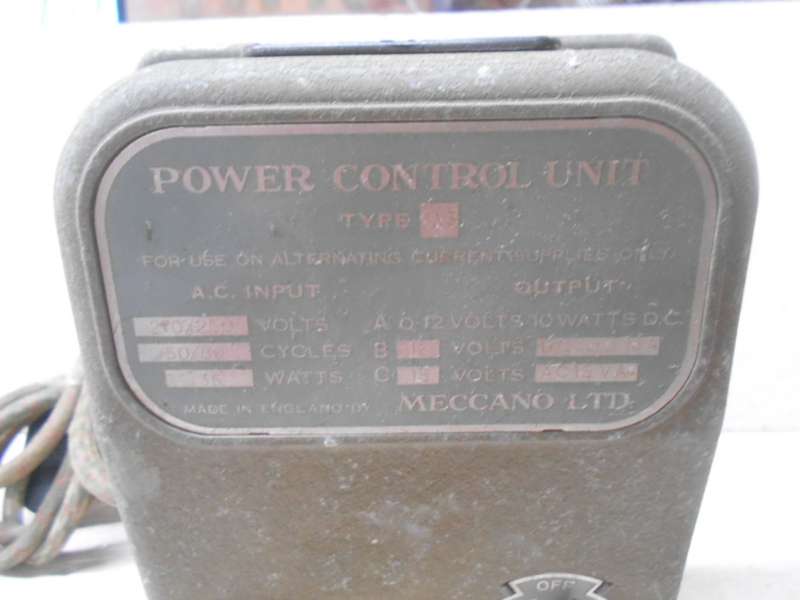 POWER CONTROL UNIT
TYPE
FOR USE ON ALTERNATING CURRENT SUPPLIES ONLY
A.C. INPUT OUTPUT
VOLTS A 0-12 VOLTS 10 WATTS D.C.
CYCLES B VOLTS
WATTS C VOLTS
MADE IN ENGLAND BY MECCANO LTD.
OFF